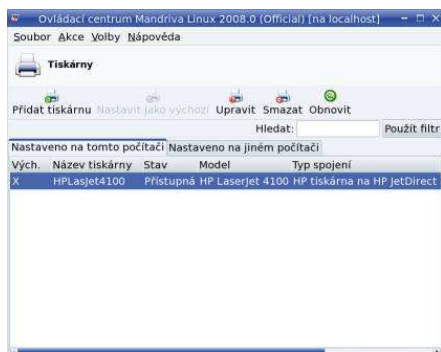 Ovládací centrum Mandriva Linux 2008.0 (Official) [na localhost]
Soubor Akce Volby Nápověda
Tiskárny
Přidat tiskárnu Nastavit jako výchozí Upravit Smazat Obnovit
Hledat: Použít filtr
Nastaveno na tomto počítači Nastaveno na jiném počítači
Vých. Název tiskárny Stav Model Typ spojení
X HPLasJet4100 Přístupná HP LaserJet 4100 HP tiskárna na HP JetDirect